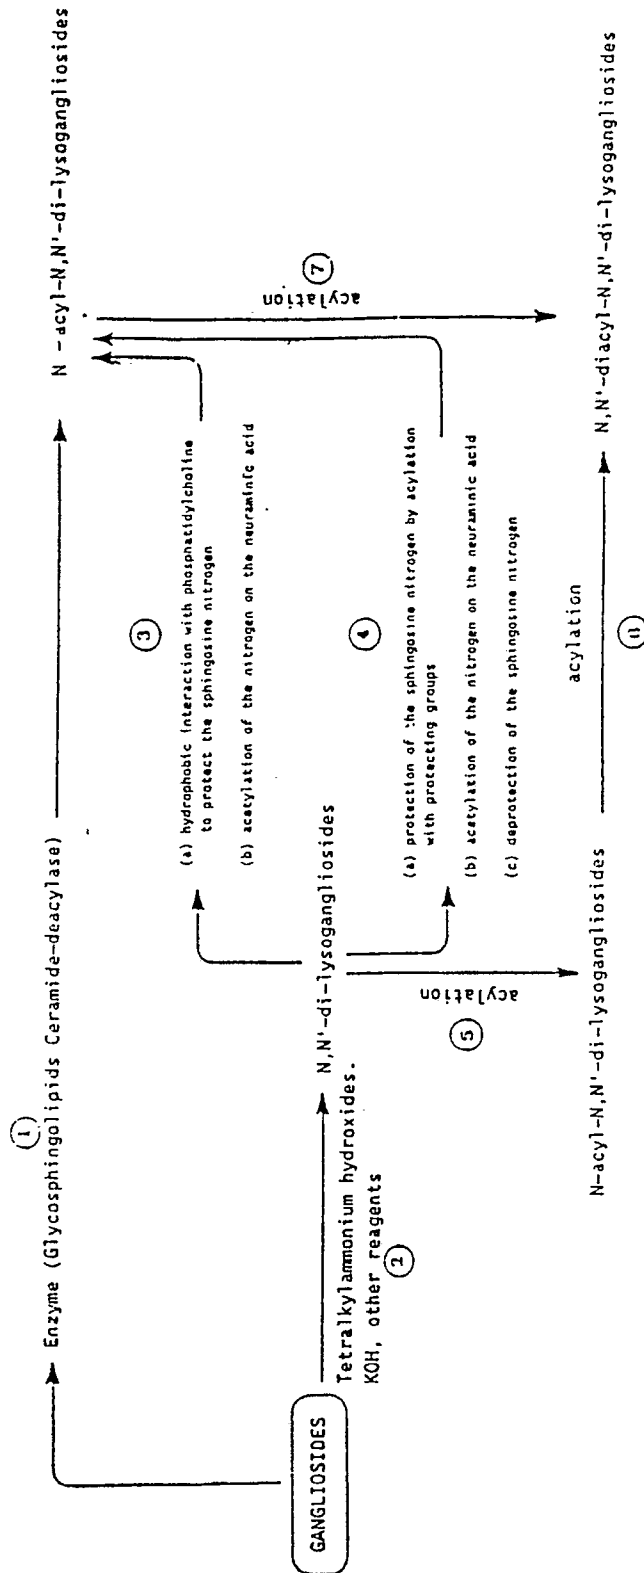 ① Enzyme (Glycosphingolipids Ceramide-deacylase)
N -acyl-N,N'-di-lysogangliosides
③
(a) hydrophobic interaction with phosphatidylcholine
to protect the sphingosine nitrogen
(b) acetylation of the nitrogen on the neuraminic acid
GANGLIOSIDES
Tetralkylammonium hydroxides.
KOH, other reagents
②
N,N'-di-lysogangliosides
④
(a) protection of the sphingosine nitrogen by acylation
with protecting groups
(b) acetylation of the nitrogen on the neuraminic acid
(c) deprotection of the sphingosine nitrogen
⑤
acylation
acylation
⑦
N-acyl-N,N'-di-lysogangliosides
acylation
N,N'-diacyl-N,N'-di-lysogangliosides